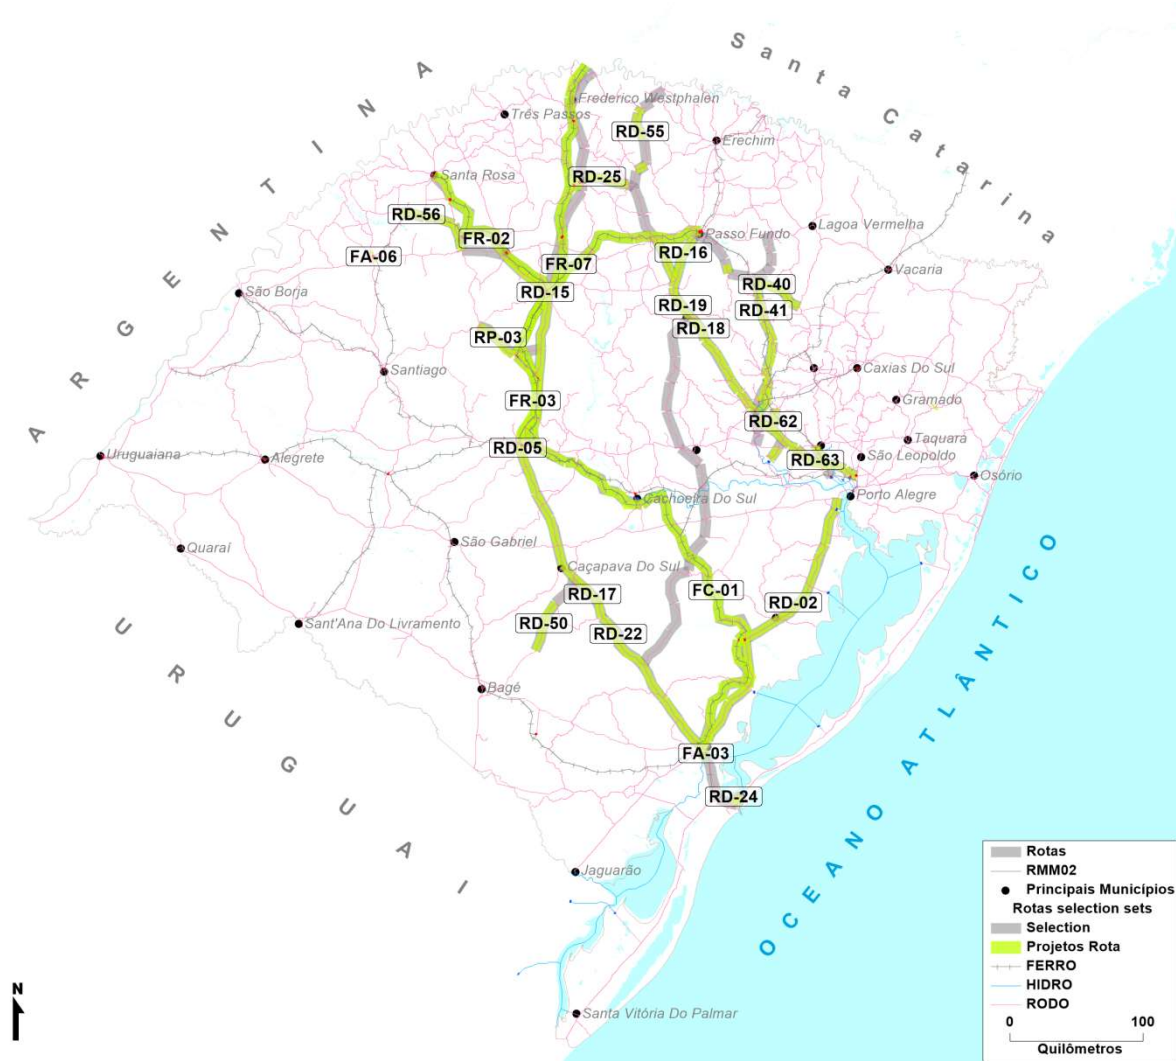 Santa Catarina
ARGENTINA
Frederico Westphalen
Três Passos
RD-55
Erechim
Santa Rosa
RD-25
RD-56
Lagoa Vermelha
Passo Fundo
FR-02
RD-16
FA-06
FR-07
Vacaria
São Borja
RD-15
RD-40
RD-19
RD-41
RD-18
RP-03
Santiago
Caxias Do Sul
FR-03
Gramado
RD-62
Taquara
RD-05
Uruguaiana
Alegrete
RD-63
São Leopoldo
Osório
Cachoeira Do Sul
Porto Alegre
São Gabriel
Quaraí
Caçapava Do Sul
RD-17
FC-01
RD-02
Sant'Ana Do Livramento
RD-50
RD-22
URUGUAI
Bagé
OCEANO ATLÂNTICO
FA-03
RD-24
Jaguarão
Santa Vitória Do Palmar
N
Rotas
RMM02
Principais Municípios
Rotas selection sets
Selection
Projetos Rota
FERRO
HIDRO
RODO
0 100
Quilômetros